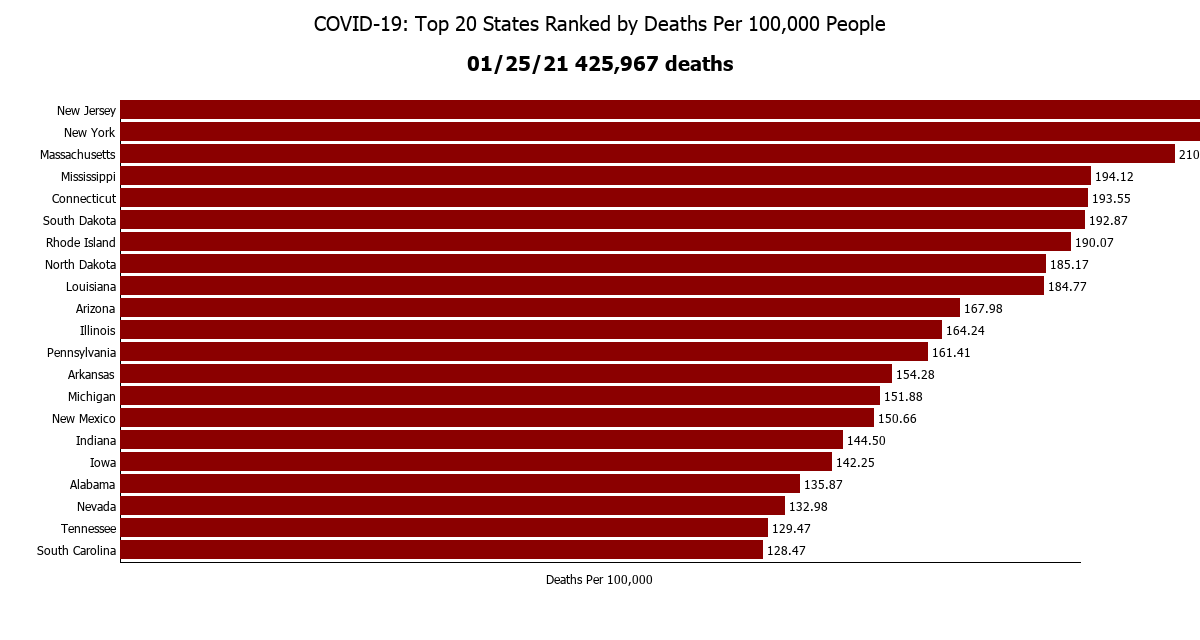 COVID-19: Top 20 States Ranked by Deaths Per 100,000 People
01/25/21 425,967 deaths
New Jersey
New York
Massachusetts 210
Mississippi 194.12
Connecticut 193.55
South Dakota 192.87
Rhode Island 190.07
North Dakota 185.17
Louisiana 184.77
Arizona 167.98
Illinois 164.24
Pennsylvania 161.41
Arkansas 154.28
Michigan 151.88
New Mexico 150.66
Indiana 144.50
Iowa 142.25
Alabama 135.87
Nevada 132.98
Tennessee 129.47
South Carolina 128.47
Deaths Per 100,000